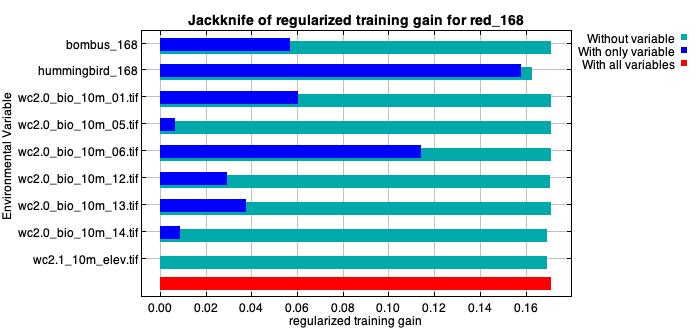 Jackknife of regularized training gain for red_168
Without variable
With only variable
With all variables
Environmental Variable
bombus_168
hummingbird_168
wc2.0_bio_10m_01.tif
wc2.0_bio_10m_05.tif
wc2.0_bio_10m_06.tif
wc2.0_bio_10m_12.tif
wc2.0_bio_10m_13.tif
wc2.0_bio_10m_14.tif
wc2.1_10m_elev.tif
0.00 0.02 0.04 0.06 0.08 0.10 0.12 0.14 0.16
regularized training gain